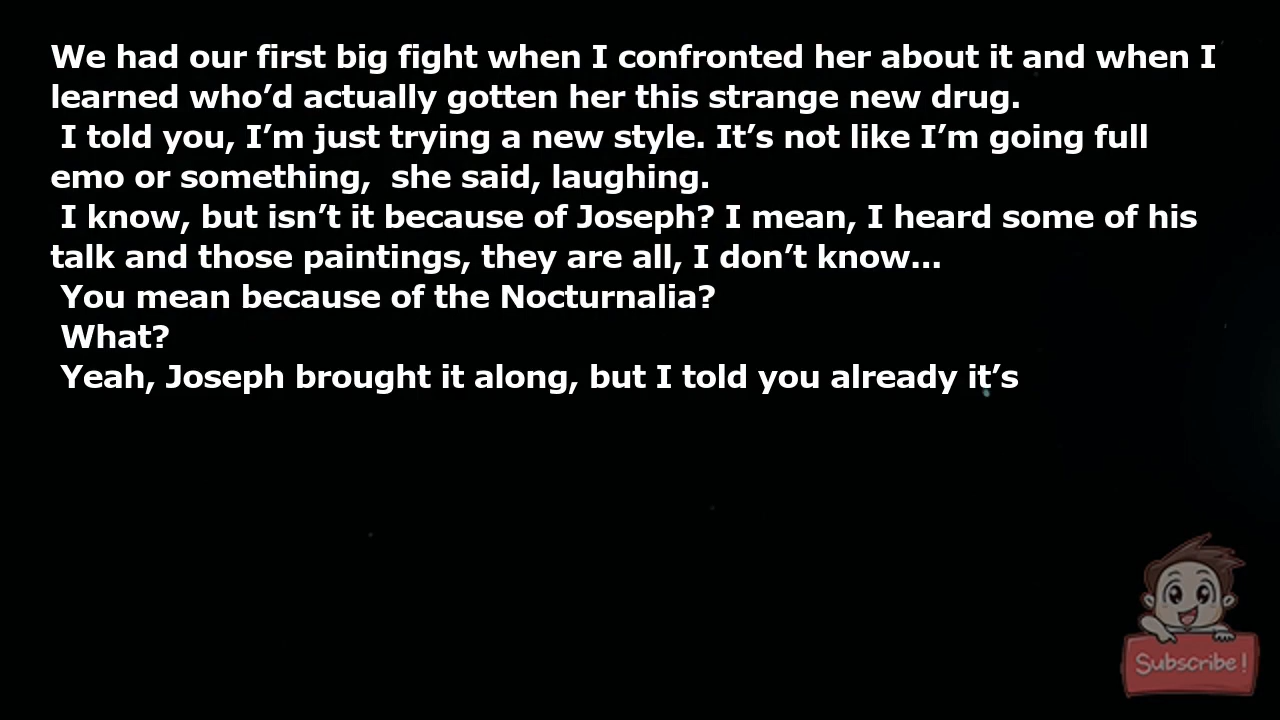 We had our first big fight when I confronted her about it and when I
learned who’d actually gotten her this strange new drug.
I told you, I’m just trying a new style. It’s not like I’m going full
emo or something,  she said, laughing.
I know, but isn’t it because of Joseph? I mean, I heard some of his
talk and those paintings, they are all, I don’t know...
You mean because of the Nocturnalia?
What?
Yeah, Joseph brought it along, but I told you already it’s
Subscribe!